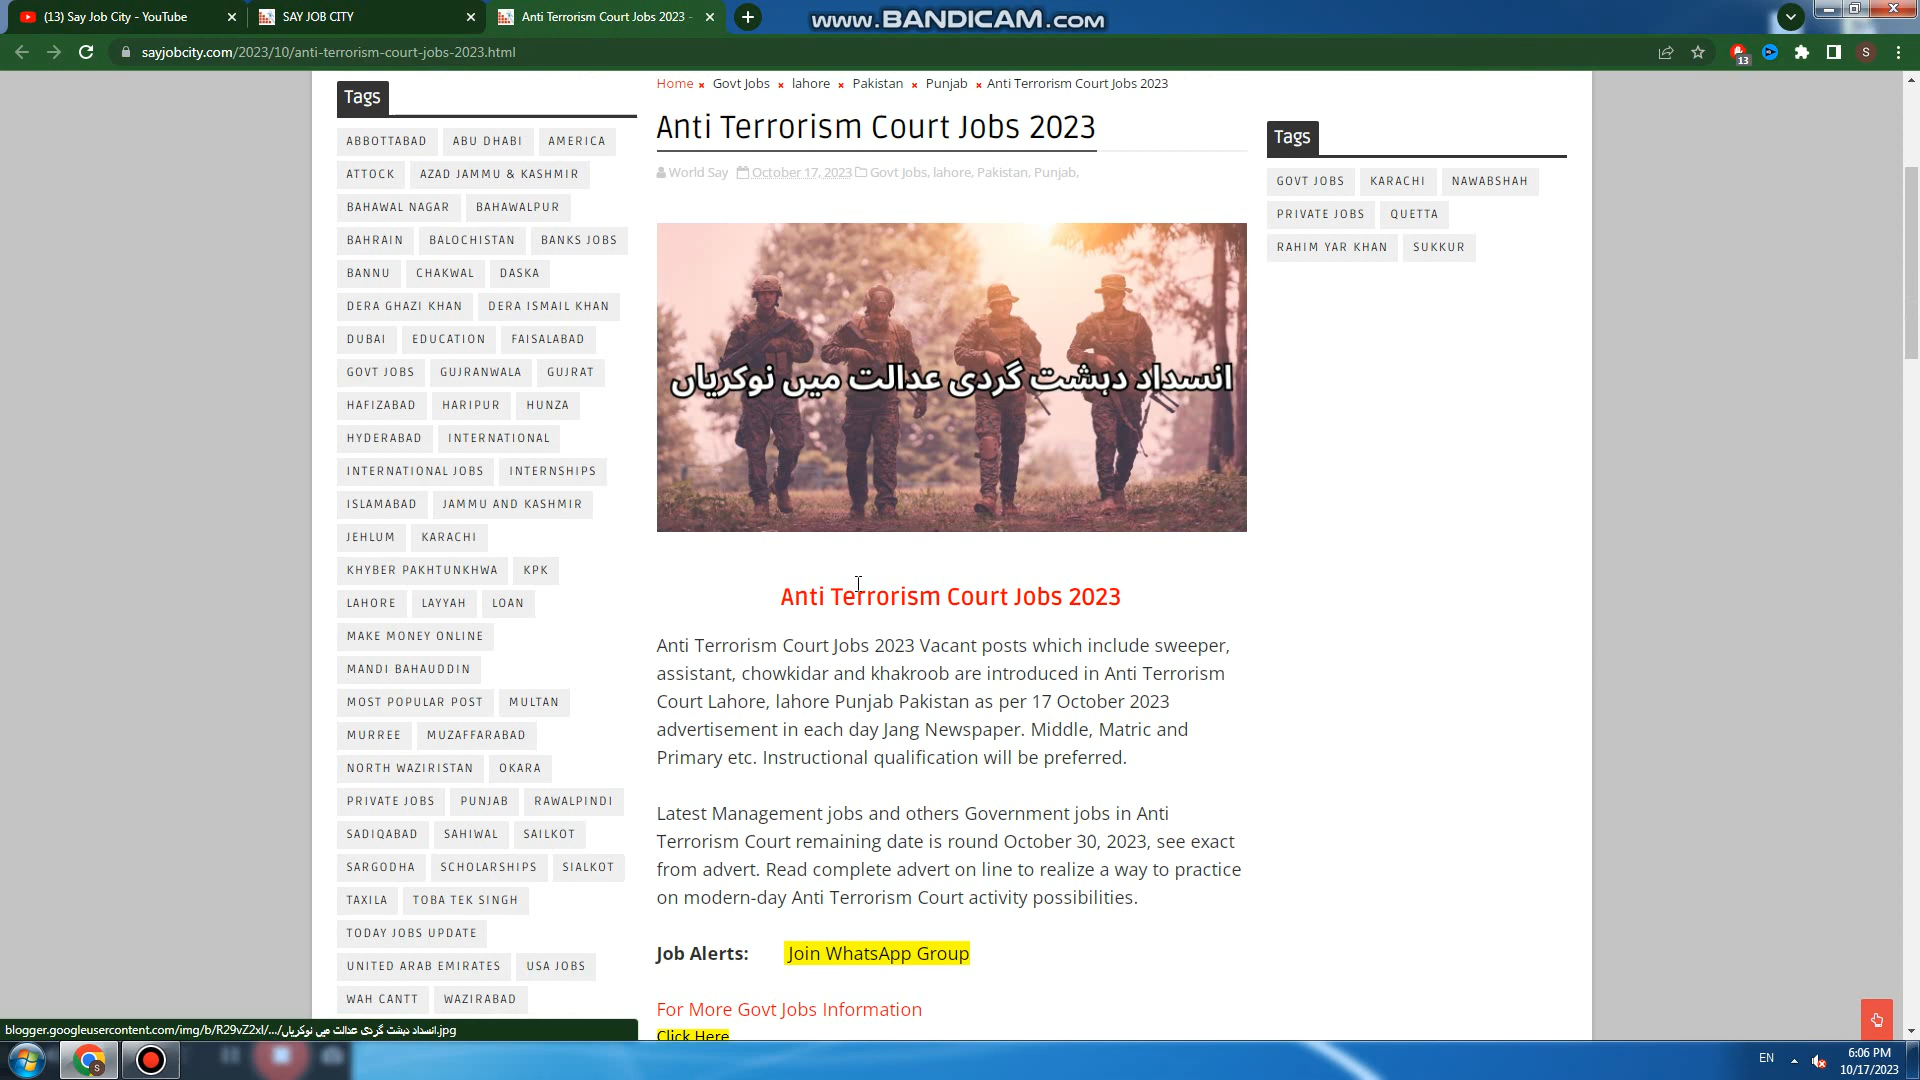 (13) Say Job City - YouTube
SAY JOB CITY
Anti Terrorism Court Jobs 2023 -
www.BANDICAM.com
sayjobcity.com/2023/10/anti-terrorism-court-jobs-2023.html
13
S
Tags
ABBOTTABAD ABU DHABI AMERICA
ATTOCK AZAD JAMMU & KASHMIR
BAHAWAL NAGAR BAHAWALPUR
BAHRAIN BALOCHISTAN BANKS JOBS
BANNU CHAKWAL DASKA
DERA GHAZI KHAN DERA ISMAIL KHAN
DUBAI EDUCATION FAISALABAD
GOVT JOBS GUJRANWALA GUJRAT
HAFIZABAD HARIPUR HUNZA
HYDERABAD INTERNATIONAL
INTERNATIONAL JOBS INTERNSHIPS
ISLAMABAD JAMMU AND KASHMIR
JEHLUM KARACHI
KHYBER PAKHTUNKHWA KPK
LAHORE LAYYAH LOAN
MAKE MONEY ONLINE
MANDI BAHAUDDIN
MOST POPULAR POST MULTAN
MURREE MUZAFFARABAD
NORTH WAZIRISTAN OKARA
PRIVATE JOBS PUNJAB RAWALPINDI
SADIQABAD SAHIWAL SAILKOT
SARGODHA SCHOLARSHIPS SIALKOT
TAXILA TOBA TEK SINGH
TODAY JOBS UPDATE
UNITED ARAB EMIRATES USA JOBS
WAH CANTT WAZIRABAD
Home Govt Jobs lahore Pakistan Punjab Anti Terrorism Court Jobs 2023
Anti Terrorism Court Jobs 2023
World Say October 17, 2023 Govt Jobs, lahore, Pakistan, Punjab,
انسداد دہشت گردی عدالت میں نوکریاں
Anti Terrorism Court Jobs 2023
Anti Terrorism Court Jobs 2023 Vacant posts which include sweeper,
assistant, chowkidar and khakroob are introduced in Anti Terrorism
Court Lahore, lahore Punjab Pakistan as per 17 October 2023
advertisement in each day Jang Newspaper. Middle, Matric and
Primary etc. Instructional qualification will be preferred.
Latest Management jobs and others Government jobs in Anti
Terrorism Court remaining date is round October 30, 2023, see exact
from advert. Read complete advert on line to realize a way to practice
on modern-day Anti Terrorism Court activity possibilities.
Job Alerts: Join WhatsApp Group
For More Govt Jobs Information
Click Here
Tags
GOVT JOBS KARACHI NAWABSHAH
PRIVATE JOBS QUETTA
RAHIM YAR KHAN SUKKUR
blogger.googleusercontent.com/img/b/R29vZ2xl/.../انسداد دہشت گردی عدالت میں نوکریاں.jpg
S
EN
6:06 PM
10/17/2023